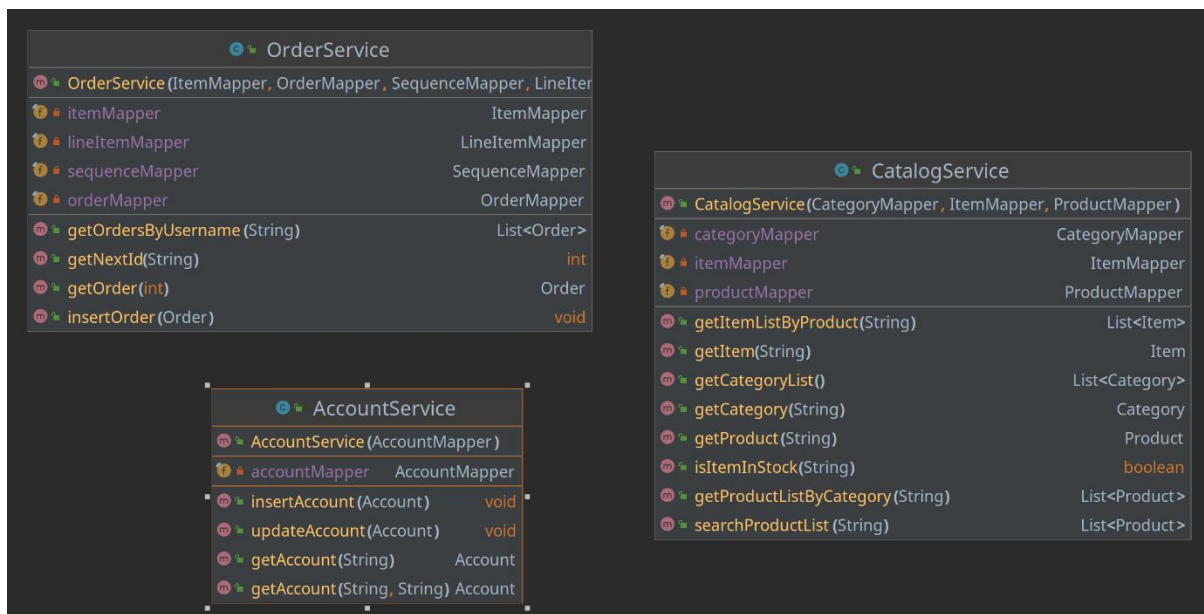 OrderService
OrderService(ItemMapper, OrderMapper, SequenceMapper, LineIter
itemMapper ItemMapper
lineItemMapper LineItemMapper
sequenceMapper SequenceMapper
orderMapper OrderMapper
getOrdersByUsername(String) List<Order>
getNextId(String) int
getOrder(int) Order
insertOrder(Order) void
AccountService
AccountService(AccountMapper)
accountMapper AccountMapper
insertAccount(Account) void
updateAccount(Account) void
getAccount(String) Account
getAccount(String, String) Account
CatalogService
CatalogService(CategoryMapper, ItemMapper, ProductMapper)
categoryMapper CategoryMapper
itemMapper ItemMapper
productMapper ProductMapper
getItemListByProduct(String) List<Item>
getItem(String) Item
getCategoryList() List<Category>
getCategory(String) Category
getProduct(String) Product
isItemInStock(String) boolean
getProductListByCategory(String) List<Product>
searchProductList(String) List<Product>